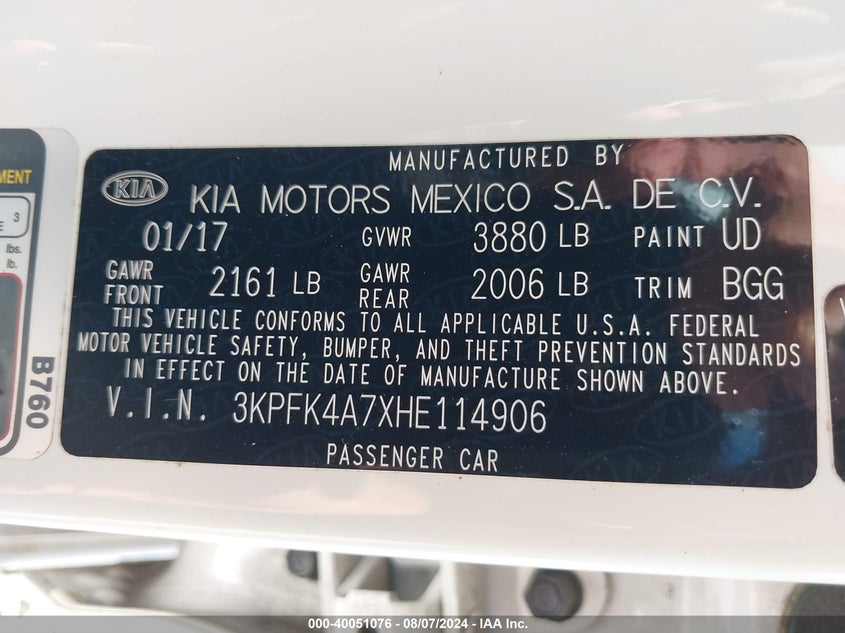 MENT
3
E
lbs.
lb.
B760
MANUFACTURED BY
KIA KIA MOTORS MEXICO S.A. DE C.V.
01/17 GVWR 3880 LB PAINT UD
GAWR FRONT 2161 LB GAWR REAR 2006 LB TRIM BGG
THIS VEHICLE CONFORMS TO ALL APPLICABLE U.S.A. FEDERAL
MOTOR VEHICLE SAFETY, BUMPER, AND THEFT PREVENTION STANDARDS
IN EFFECT ON THE DATE OF MANUFACTURE SHOWN ABOVE.
V.I.N. 3KPFK4A7XHE114906
PASSENGER CAR
000-40051076 - 08/07/2024 - IAA Inc.